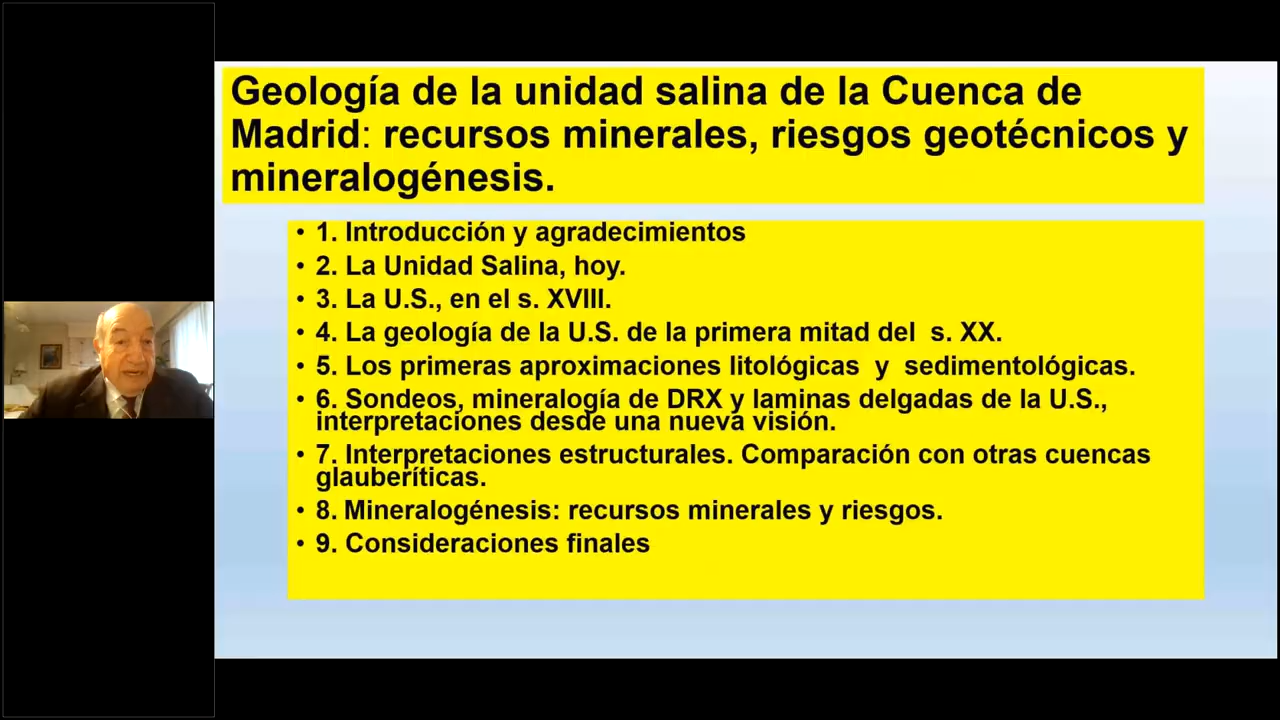 Geología de la unidad salina de la Cuenca de
Madrid: recursos minerales, riesgos geotécnicos y
mineralogénesis.
• 1. Introducción y agradecimientos
• 2. La Unidad Salina, hoy.
• 3. La U.S., en el s. XVIII.
• 4. La geología de la U.S. de la primera mitad del s. XX.
• 5. Los primeras aproximaciones litológicas y sedimentológicas.
• 6. Sondeos, mineralogía de DRX y laminas delgadas de la U.S.,
interpretaciones desde una nueva visión.
• 7. Interpretaciones estructurales. Comparación con otras cuencas
glauberíticas.
• 8. Mineralogénesis: recursos minerales y riesgos.
• 9. Consideraciones finales